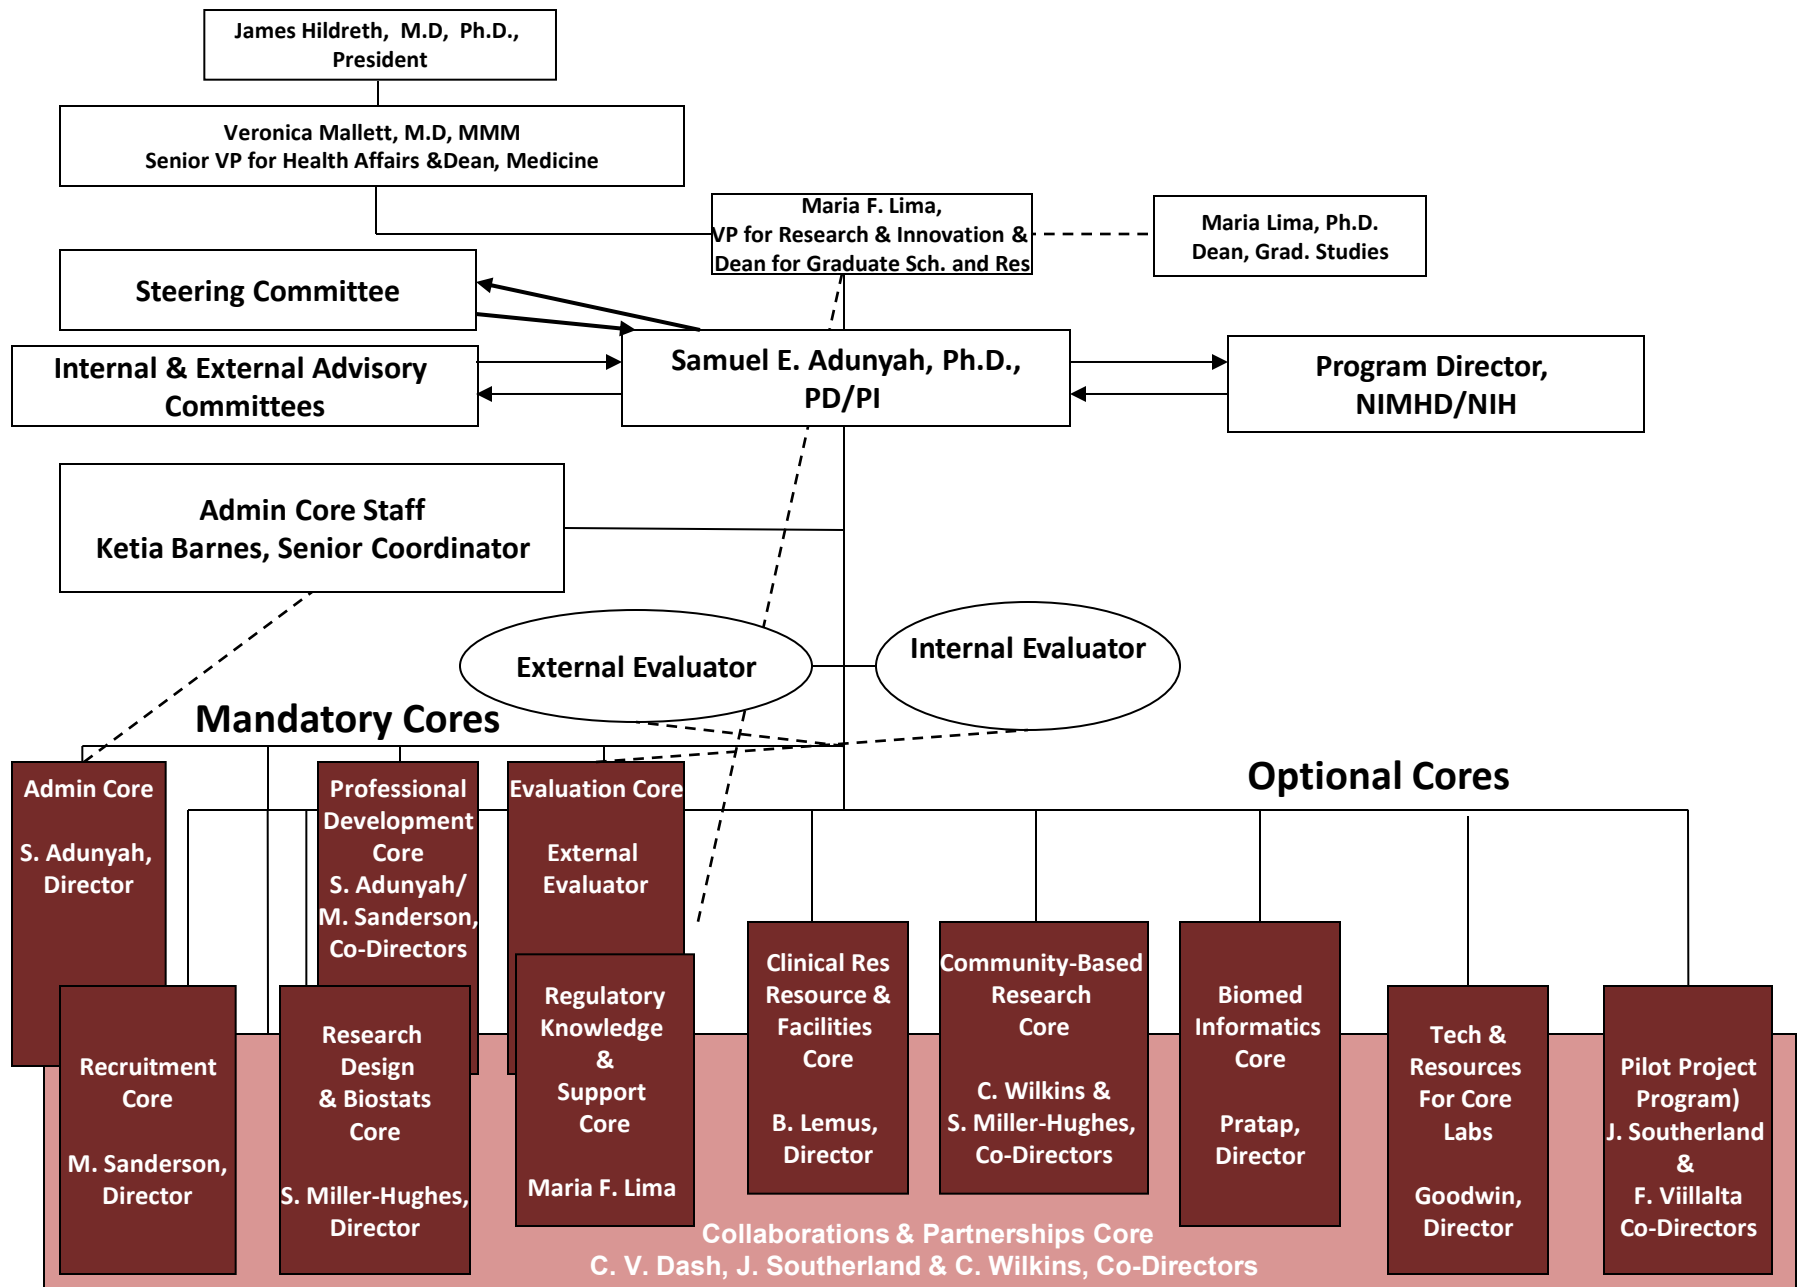 James Hildreth, M.D, Ph.D.,
President
Veronica Mallett, M.D, MMM
Senior VP for Health Affairs &Dean, Medicine
Maria F. Lima,
VP for Research & Innovation &
Dean for Graduate Sch. and Res
Maria Lima, Ph.D.
Dean, Grad. Studies
Steering Committee
Internal & External Advisory
Committees
Samuel E. Adunyah, Ph.D.,
PD/PI
Program Director,
NIMHD/NIH
Admin Core Staff
Ketia Barnes, Senior Coordinator
External Evaluator
Internal Evaluator
Mandatory Cores
Optional Cores
Admin Core
S. Adunyah,
Director
Professional
Development
Core
S. Adunyah/
M. Sanderson,
Co-Directors
Evaluation Core
External
Evaluator
Recruitment
Core
M. Sanderson,
Director
Research
Design
& Biostats
Core
S. Miller-Hughes,
Director
Regulatory
Knowledge
&
Support
Core
Maria F. Lima
Clinical Res
Resource &
Facilities
Core
B. Lemus,
Director
Community-Based
Research
Core
C. Wilkins &
S. Miller-Hughes,
Co-Directors
Biomed
Informatics
Core
Pratap,
Director
Tech &
Resources
For Core
Labs
Goodwin,
Director
Pilot Project
Program)
J. Southerland
&
F. Viillalta
Co-Directors
Collaborations & Partnerships Core
C. V. Dash, J. Southerland & C. Wilkins, Co-Directors